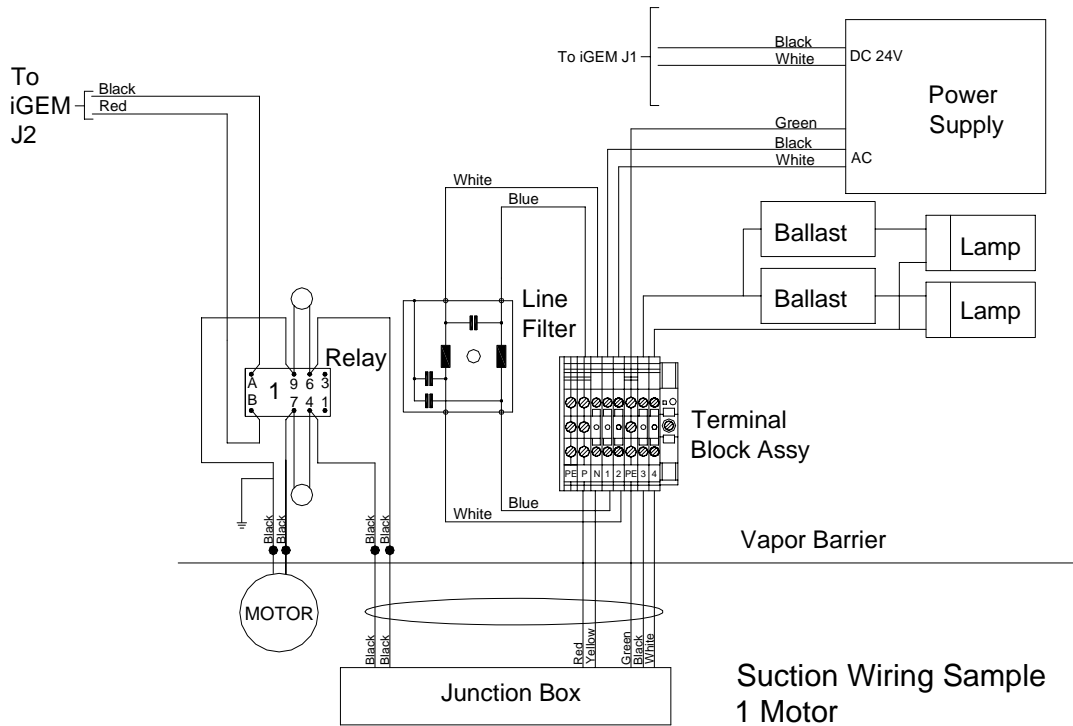 To iGEM J1
Black
White
DC 24V
Power
Supply
Green
Black
White
AC
To
iGEM
J2
Black
Red
White
Blue
Ballast
Lamp
Ballast
Lamp
Line
Filter
Relay
A 1 9 6 3
B 7 4 1
Terminal
Block Assy
PE P N 1 2 PE 3 4
Blue
White
Black
Black
Black
Black
Vapor Barrier
MOTOR
Black
Black
Red
Yellow
Green
Black
White
Junction Box
Suction Wiring Sample
1 Motor